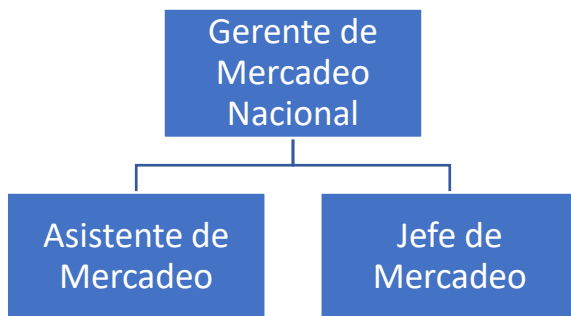 Gerente de
Mercadeo
Nacional
Asistente de
Mercadeo
Jefe de
Mercadeo